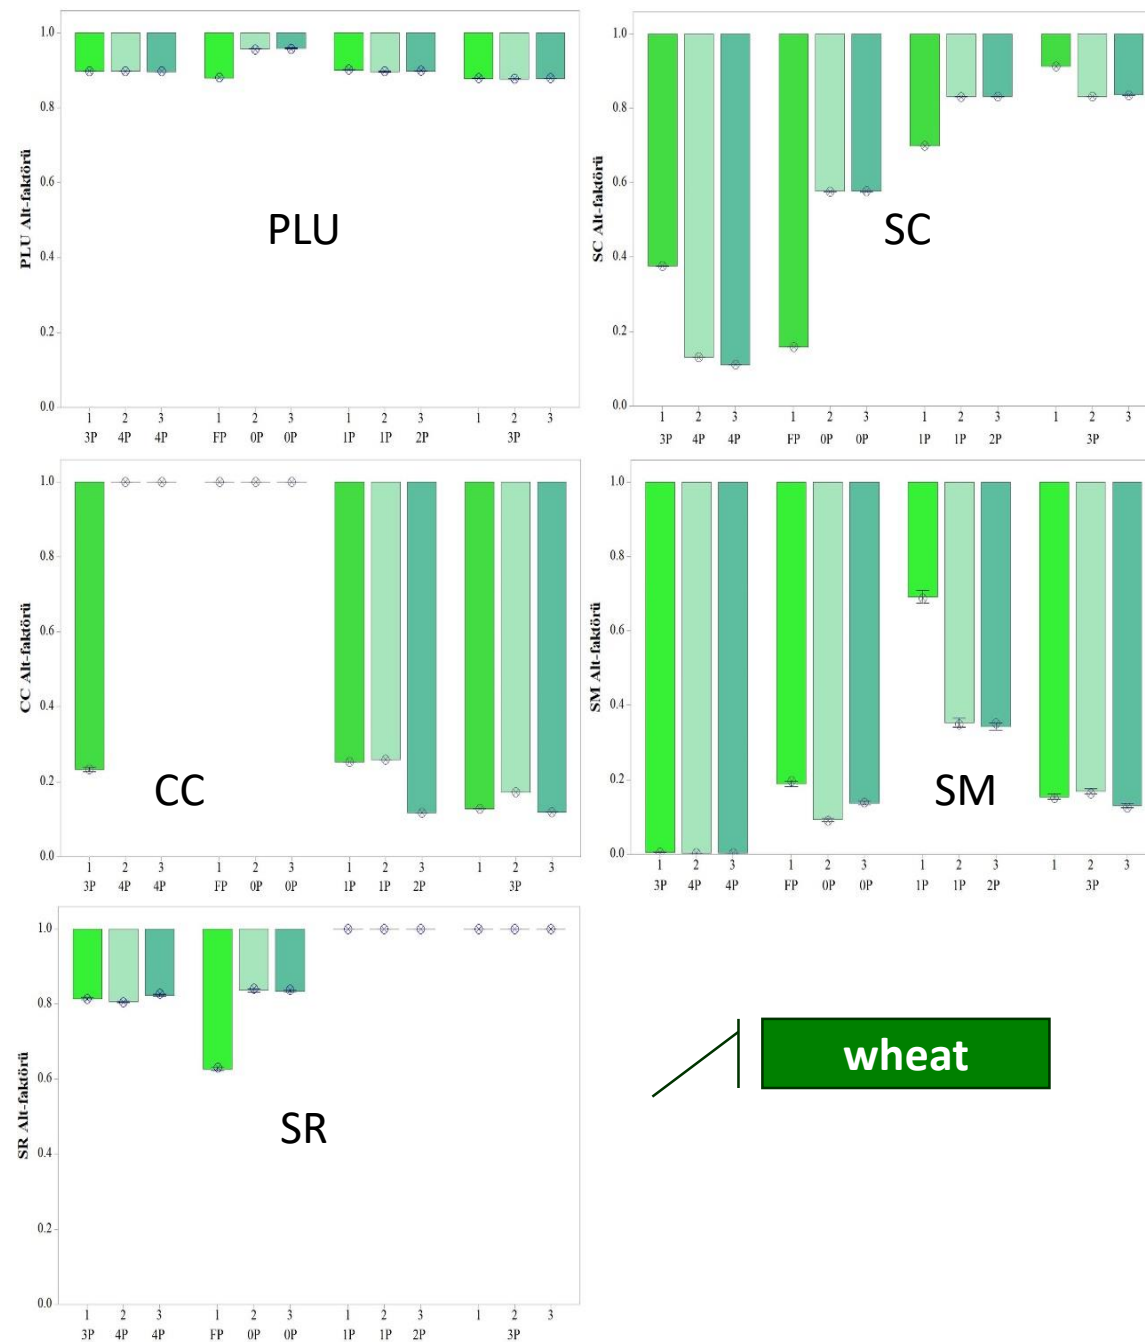 1.0
0.8
0.6
0.4
0.2
0.0
PLU Alt-faktörü
PLU
1 2 3 1 2 3 1 2 3 1 2 3
3P 4P 4P FP 0P 0P 1P 1P 2P 3P
1.0
0.8
0.6
0.4
0.2
0.0
SC Alt-faktörü
SC
1 2 3 1 2 3 1 2 3 1 2 3
3P 4P 4P FP 0P 0P 1P 1P 2P 3P
1.0
0.8
0.6
0.4
0.2
0.0
CC Alt-faktörü
CC
1 2 3 1 2 3 1 2 3 1 2 3
3P 4P 4P FP 0P 0P 1P 1P 2P 3P
1.0
0.8
0.6
0.4
0.2
0.0
SM Alt-faktörü
SM
1 2 3 1 2 3 1 2 3 1 2 3
3P 4P 4P FP 0P 0P 1P 1P 2P 3P
1.0
0.8
0.6
0.4
0.2
0.0
SR Alt-faktörü
SR
1 2 3 1 2 3 1 2 3 1 2 3
3P 4P 4P FP 0P 0P 1P 1P 2P 3P
wheat